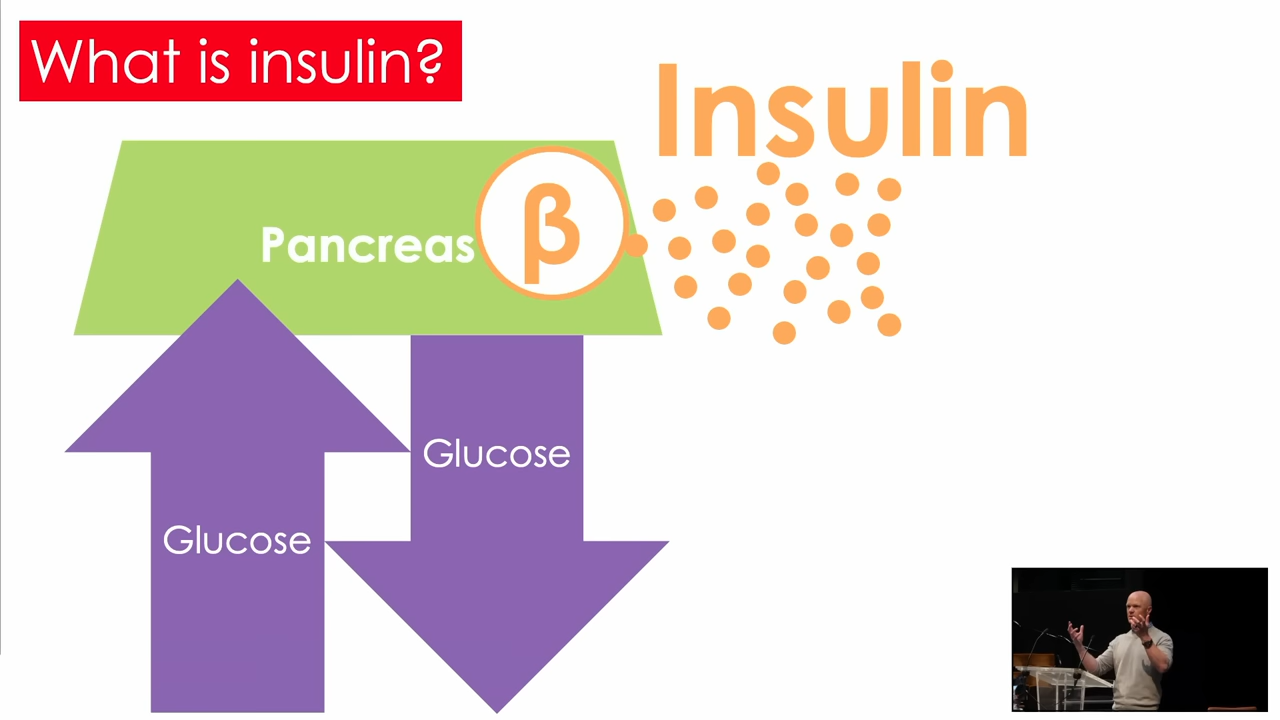 What is insulin?
Insulin
Pancreas
β
Glucose
Glucose